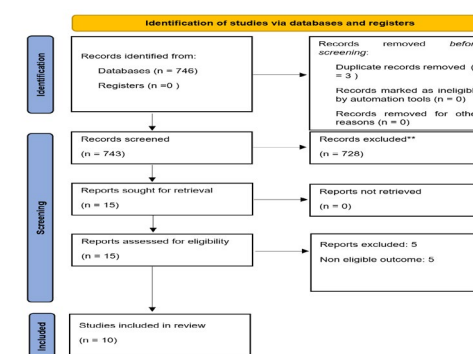 Identification of studies via databases and registers
Identification
Records identified from:
Databases (n = 746)
Registers (n =0 )
Records removed
screening:
Duplicate records removed (
= 3 )
Records marked as
by automation tools (n = 0)
Records removed for
reasons (n = 0)
Screening
Records screened
(n = 743)
Records excluded**
(n = 728)
Reports sought for retrieval
(n = 15)
Reports not retrieved
(n = 0)
Reports assessed for eligibility
(n = 15)
Reports excluded: 5
Non eligible outcome: 5
Included
Studies included in review
(n = 10)